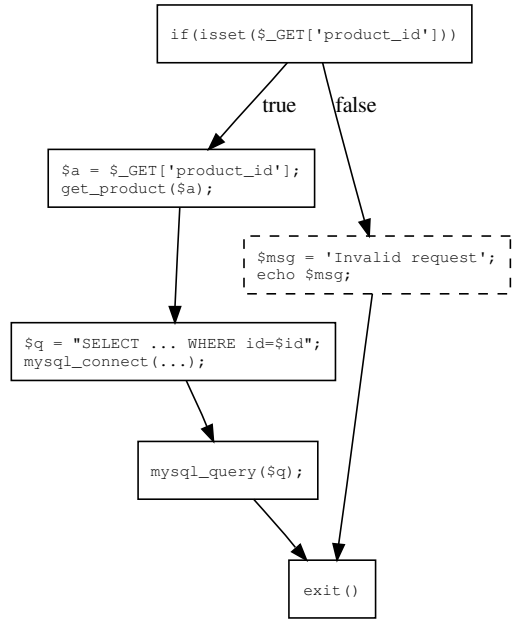 if(isset($_GET['product_id']))
true
false
$a = $_GET['product_id'];
get_product($a);
$msg = 'Invalid request';
echo $msg;
$q = "SELECT ... WHERE id=$id";
mysql_connect(...);
mysql_query($q);
exit()